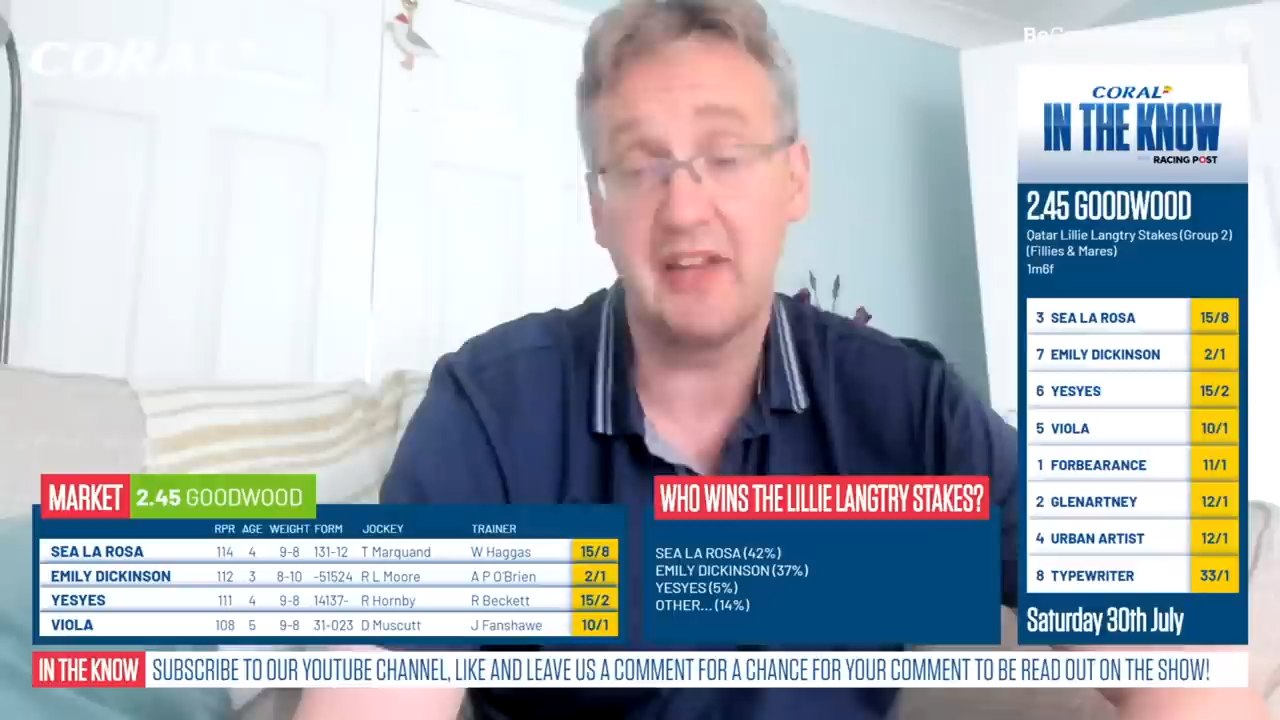 CORAL
CORAL
IN THE KNOW
RACING POST
2.45 GOODWOOD
Qatar Lillie Langtry Stakes (Group 2)
(Fillies & Mares)
1m6f
3 SEA LA ROSA 15/8
7 EMILY DICKINSON 2/1
6 YESYES 15/2
5 VIOLA 10/1
1 FORBEARANCE 11/1
2 GLENARTNEY 12/1
4 URBAN ARTIST 12/1
8 TYPEWRITER 33/1
Saturday 30th July
MARKET 2.45 GOODWOOD
RPR AGE WEIGHT FORM JOCKEY TRAINER
SEA LA ROSA 114 4 9-8 131-12 T Marquand W Haggas 15/8
EMILY DICKINSON 112 3 8-10 -51524 R L Moore A P O'Brien 2/1
YESYES 111 4 9-8 14137- R Hornby R Beckett 15/2
VIOLA 108 5 9-8 31-023 D Muscutt J Fanshawe 10/1
WHO WINS THE LILLIE LANGTRY STAKES?
SEA LA ROSA (42%)
EMILY DICKINSON (37%)
YESYES (5%)
OTHER... (14%)
IN THE KNOW SUBSCRIBE TO OUR YOUTUBE CHANNEL, LIKE AND LEAVE US A COMMENT FOR A CHANCE FOR YOUR COMMENT TO BE READ OUT ON THE SHOW!